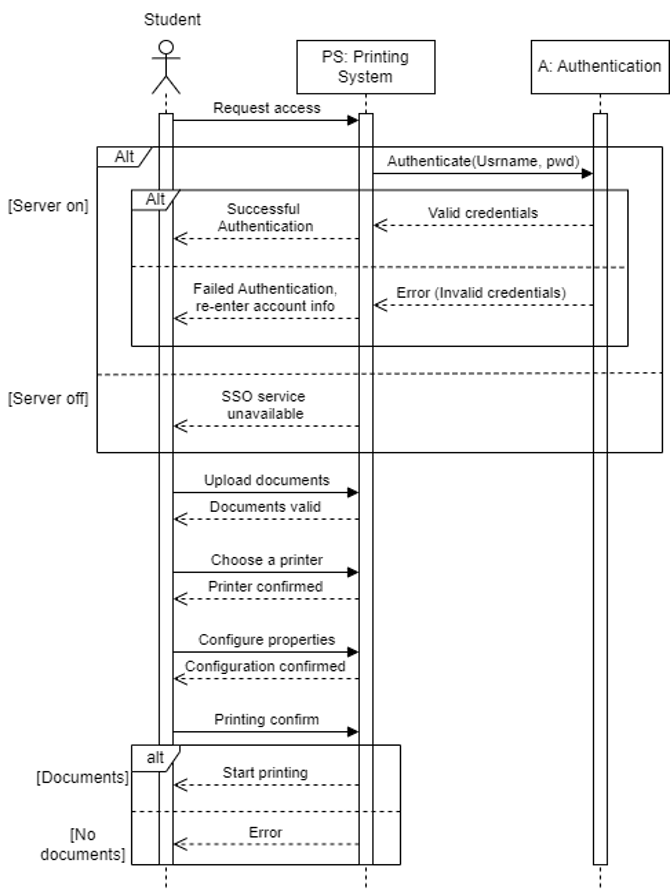 Student
PS: Printing
System
A: Authentication
Request access
Alt
Authenticate(Usrname, pwd)
Alt
[Server on]
Successful
Authentication
Valid credentials
Failed Authentication,
re-enter account info
Error (Invalid credentials)
[Server off]
SSO service
unavailable
Upload documents
Documents valid
Choose a printer
Printer confirmed
Configure properties
Configuration confirmed
Printing confirm
alt
[Documents]
Start printing
[No
documents]
Error